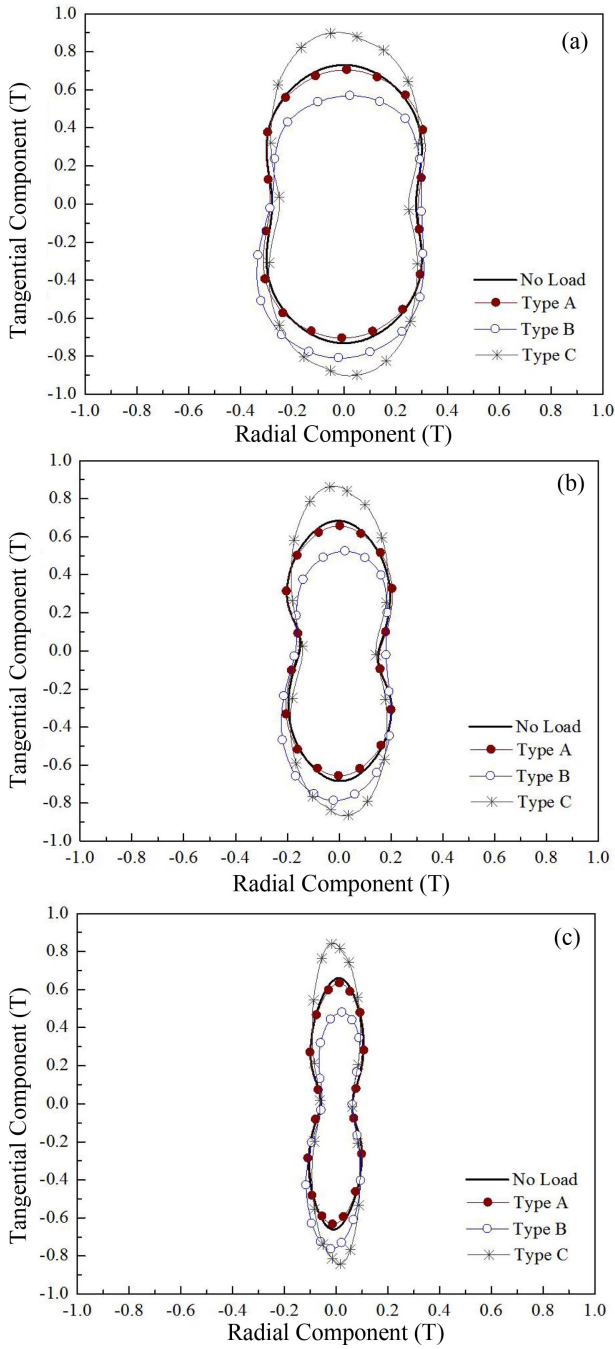 (a)
Tangential Component (T)
1.0
0.8
0.6
0.4
0.2
0.0
-0.2
-0.4
-0.6
-0.8
-1.0
No Load
Type A
Type B
Type C
-1.0 -0.8 -0.6 -0.4 -0.2 0.0 0.2 0.4 0.6 0.8 1.0
Radial Component (T)
(b)
Tangential Component (T)
1.0
0.8
0.6
0.4
0.2
0.0
-0.2
-0.4
-0.6
-0.8
-1.0
No Load
Type A
Type B
Type C
-1.0 -0.8 -0.6 -0.4 -0.2 0.0 0.2 0.4 0.6 0.8 1.0
Radial Component (T)
(c)
Tangential Component (T)
1.0
0.8
0.6
0.4
0.2
0.0
-0.2
-0.4
-0.6
-0.8
-1.0
No Load
Type A
Type B
Type C
-1.0 -0.8 -0.6 -0.4 -0.2 0.0 0.2 0.4 0.6 0.8 1.0
Radial Component (T)